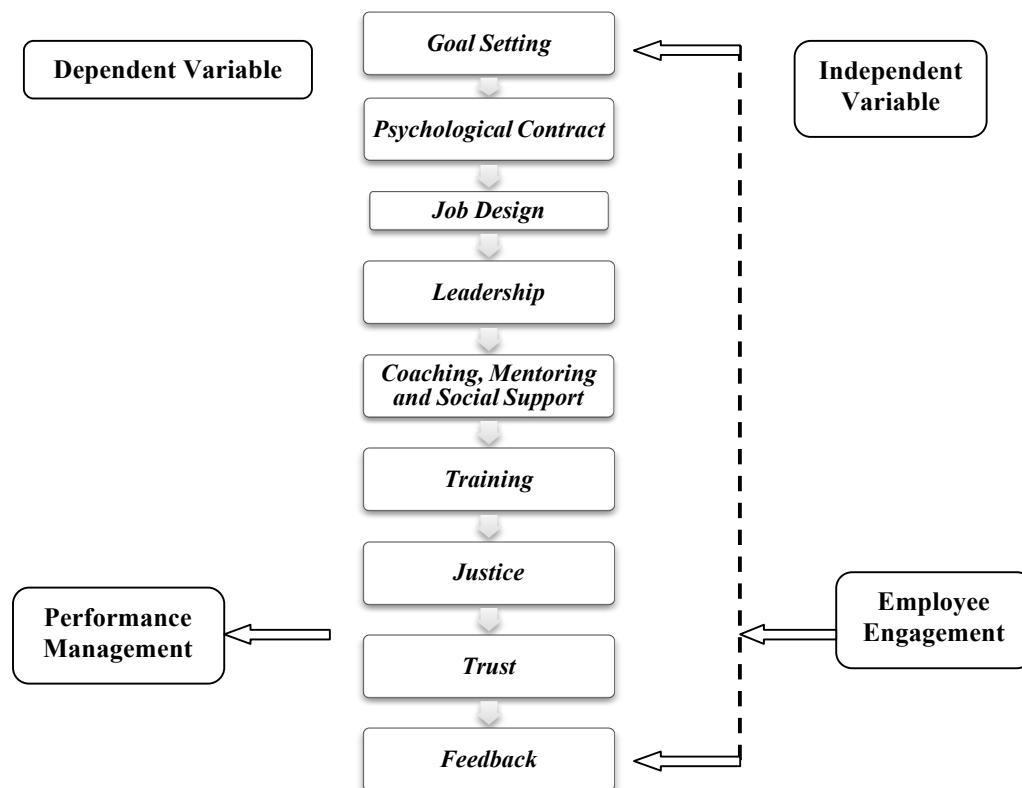 Goal Setting
Dependent Variable
Independent
Variable
Psychological Contract
Job Design
Leadership
Coaching, Mentoring
and Social Support
Training
Justice
Performance
Management
Employee
Engagement
Trust
Feedback